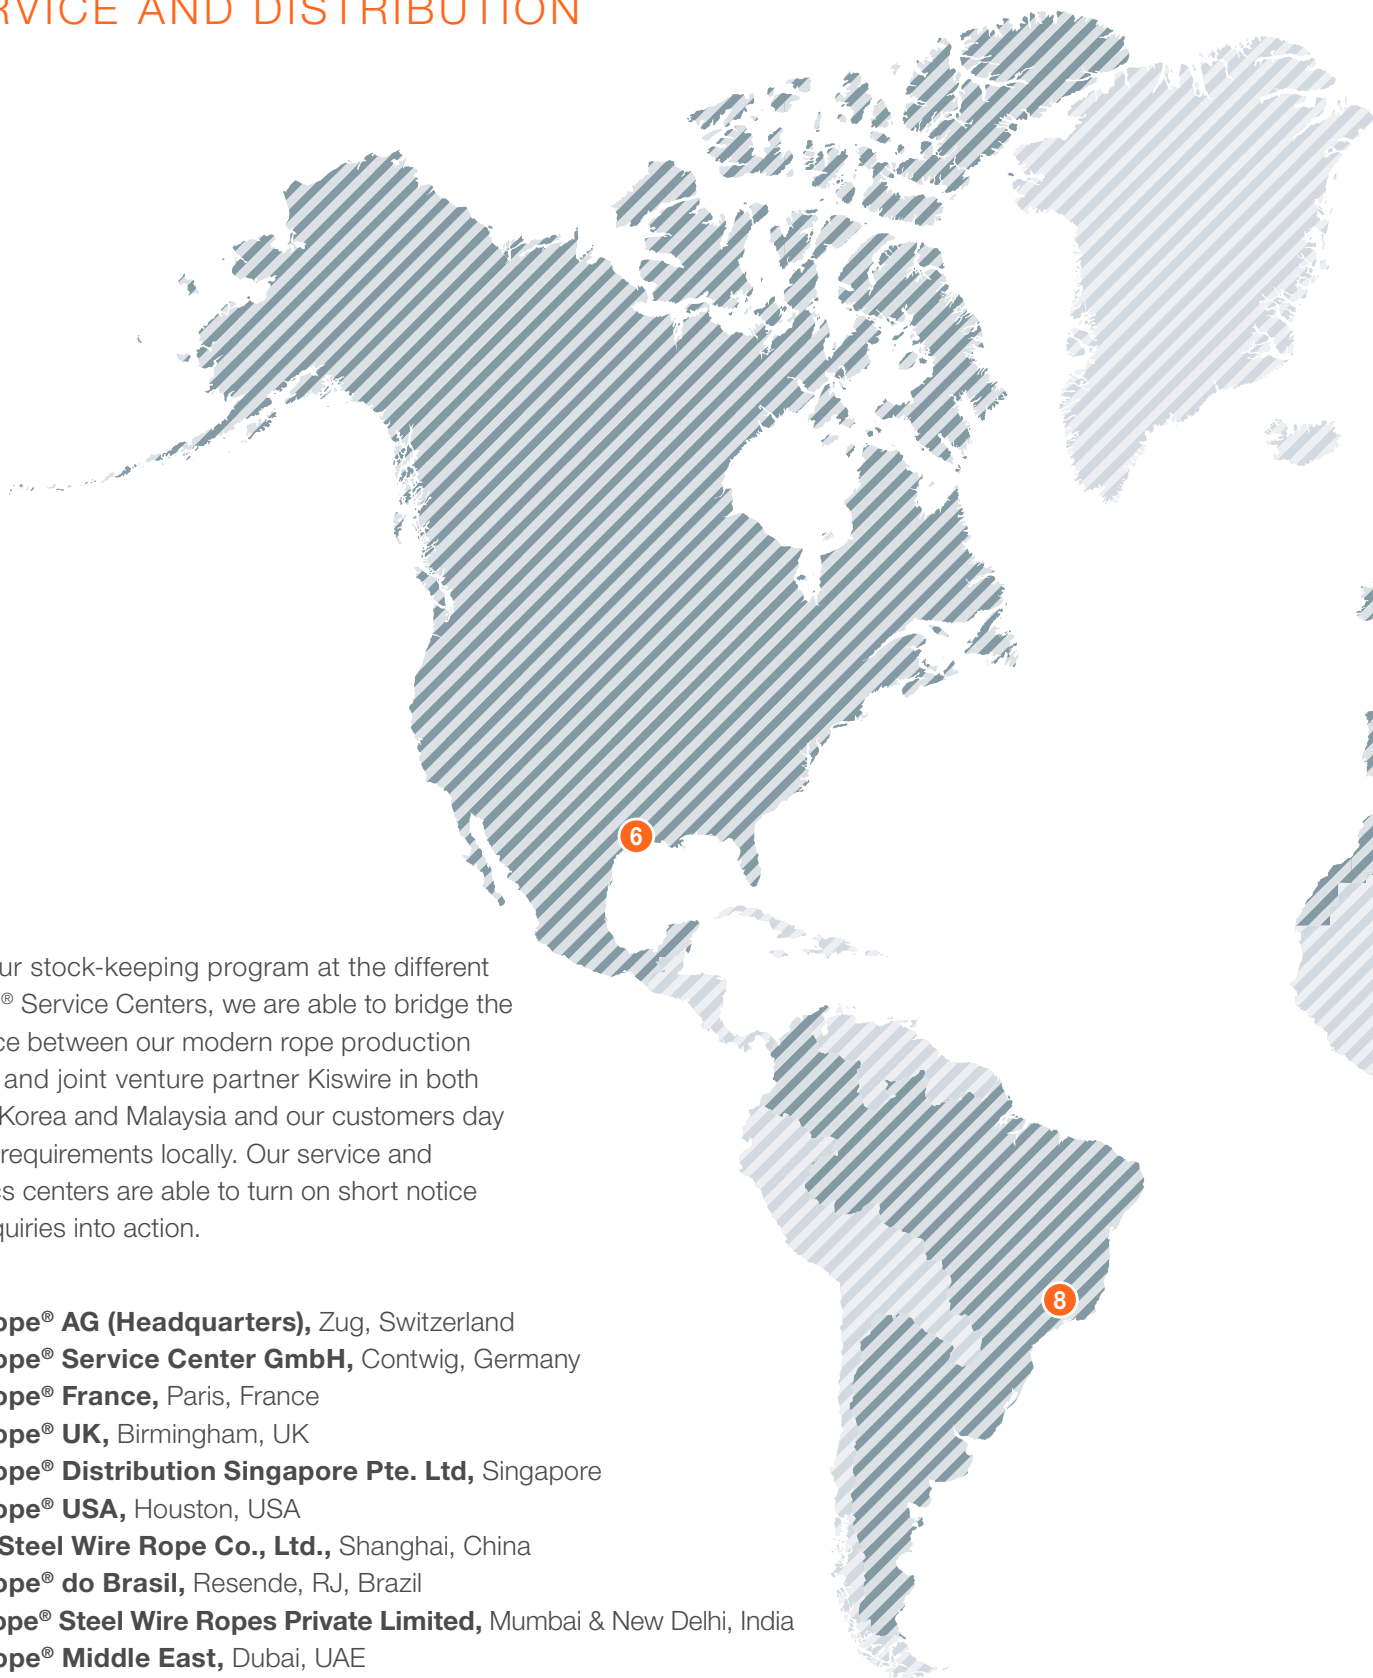 RVICE AND DISTRIBUTION
6
ur stock-keeping program at the different
® Service Centers, we are able to bridge the
ce between our modern rope production
and joint venture partner Kiswire in both
Korea and Malaysia and our customers day
requirements locally. Our service and
cs centers are able to turn on short notice
quiries into action.
8
ope® AG (Headquarters), Zug, Switzerland
ope® Service Center GmbH, Contwig, Germany
ope® France, Paris, France
ope® UK, Birmingham, UK
ope® Distribution Singapore Pte. Ltd, Singapore
ope® USA, Houston, USA
Steel Wire Rope Co., Ltd., Shanghai, China
ope® do Brasil, Resende, RJ, Brazil
ope® Steel Wire Ropes Private Limited, Mumbai & New Delhi, India
ope® Middle East, Dubai, UAE